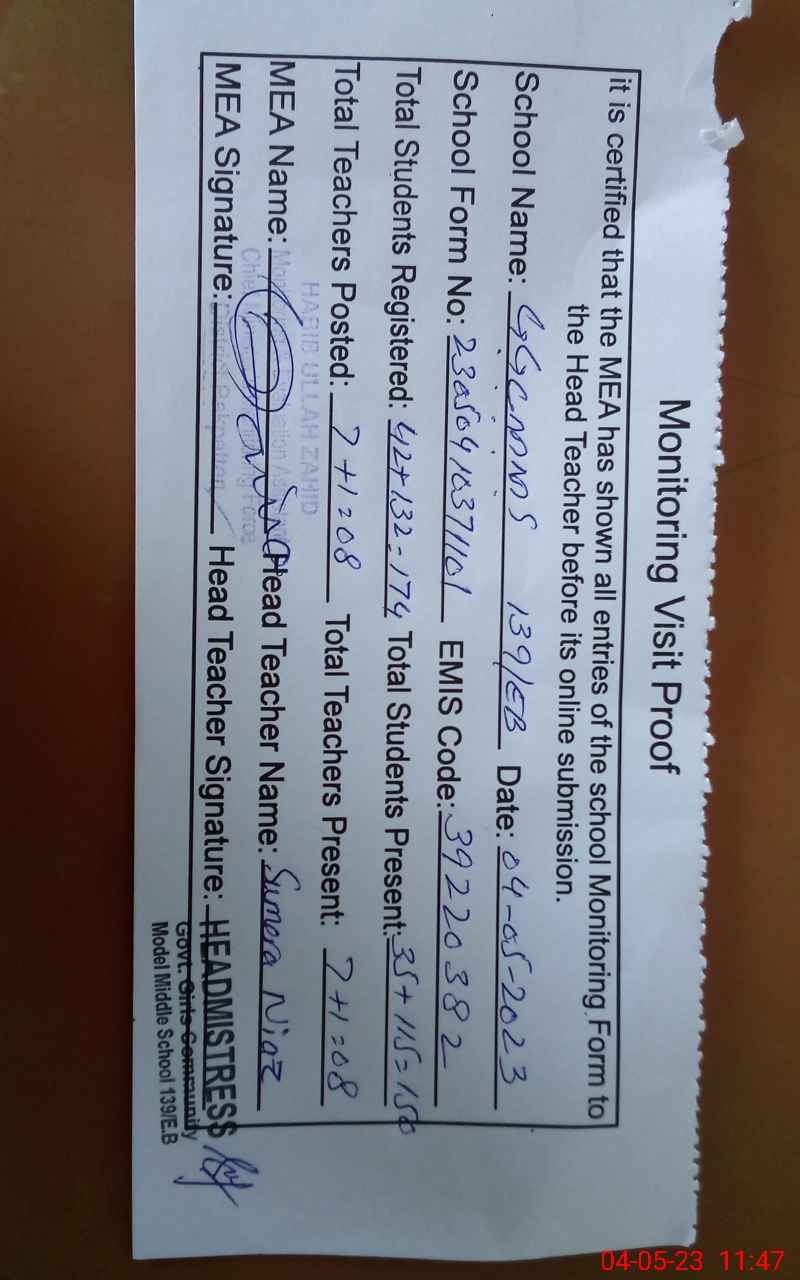 Monitoring Visit Proof
it is certified that the MEA has shown all entries of the school Monitoring Form to
the Head Teacher before its online submission.
School Name: GGCMMS 139/EB Date: 04-05-2023
School Form No: EMIS Code: 39220382
Total Students Registered: 42+132=174 Total Students Present: 35+115=150
Total Teachers Posted: 7+1=08 Total Teachers Present: 7+1=08
HABIB ULLAH ZAHID
MEA Name: Head Teacher Name: Sumera Niaz
MEA Signature: Head Teacher Signature: HEADMISTRESS
District Pakpattan
Govt. Girls Community
Model Middle School 139/E.B
04-05-23 11:47